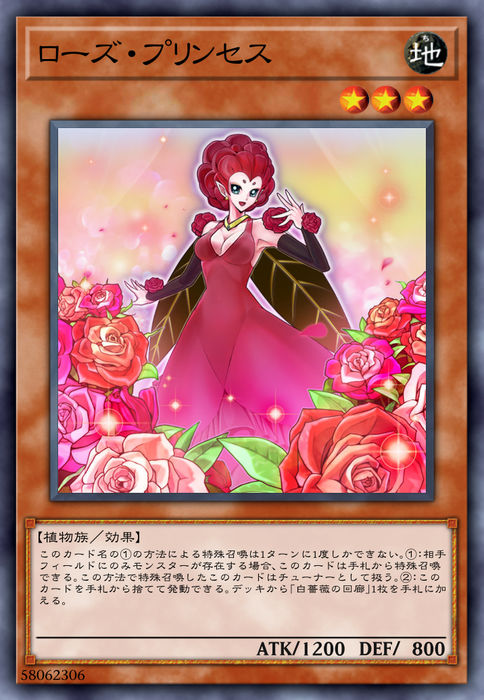 ローズ・プリンセス
地
ち
【植物族／効果】
このカード名の①の方法による特殊召喚は1ターンに1度しかできない。①：相手
フィールドにのみモンスターが存在する場合、このカードは手札から特殊召喚
できる。この方法で特殊召喚したこのカードはチューナーとして扱う。②：このカ
ードを手札から捨てて発動できる。デッキから「白薔薇の回廊」1枚を手札に加
える。
ATK/1200 DEF/ 800
58062306